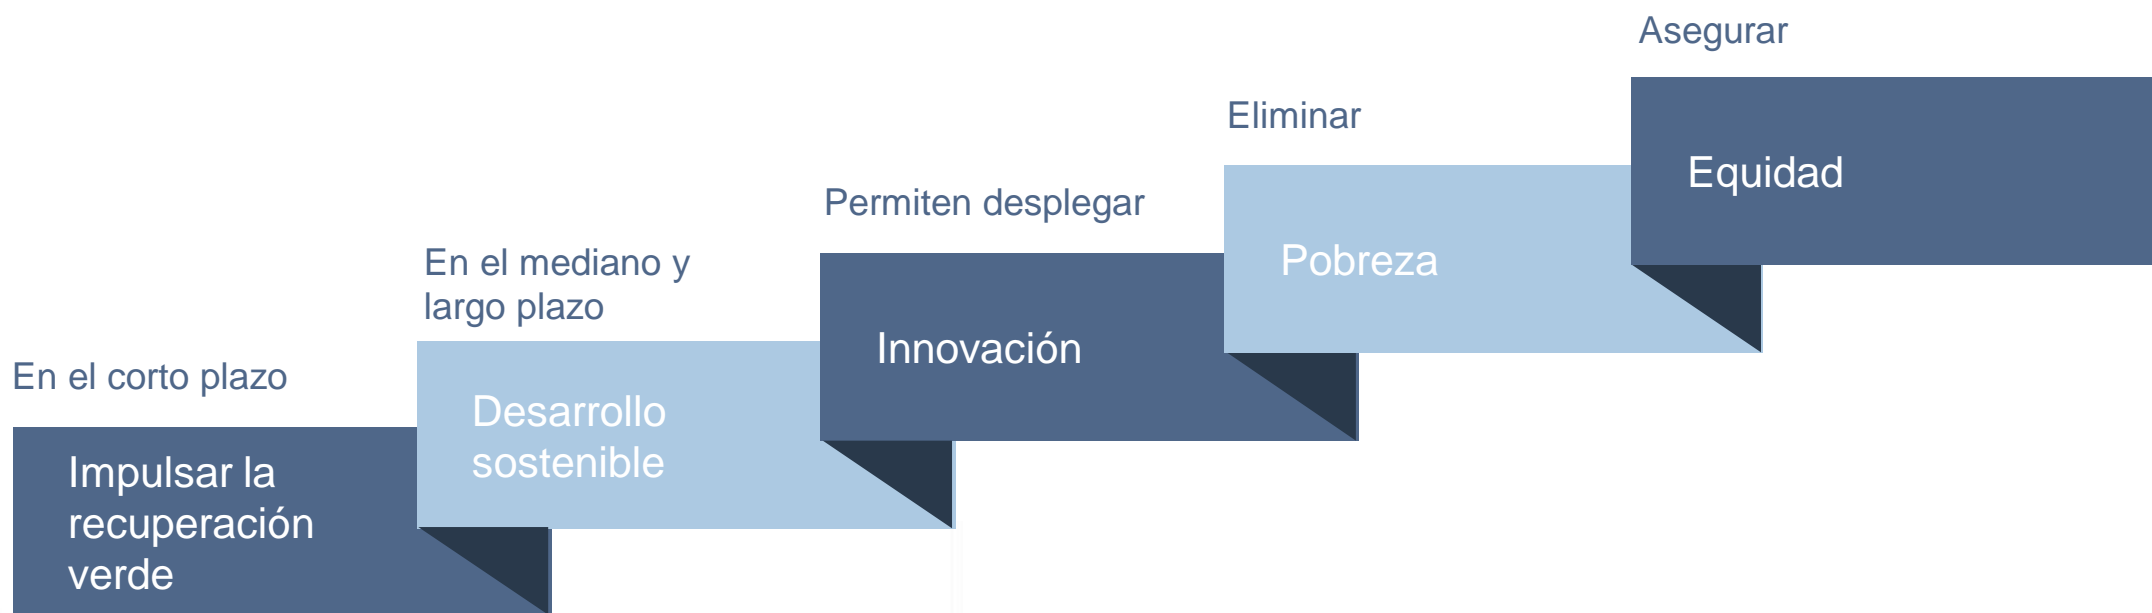 En el corto plazo
Impulsar la
recuperación
verde
En el mediano y
largo plazo
Desarrollo
sostenible
Permiten desplegar
Innovación
Eliminar
Pobreza
Asegurar
Equidad